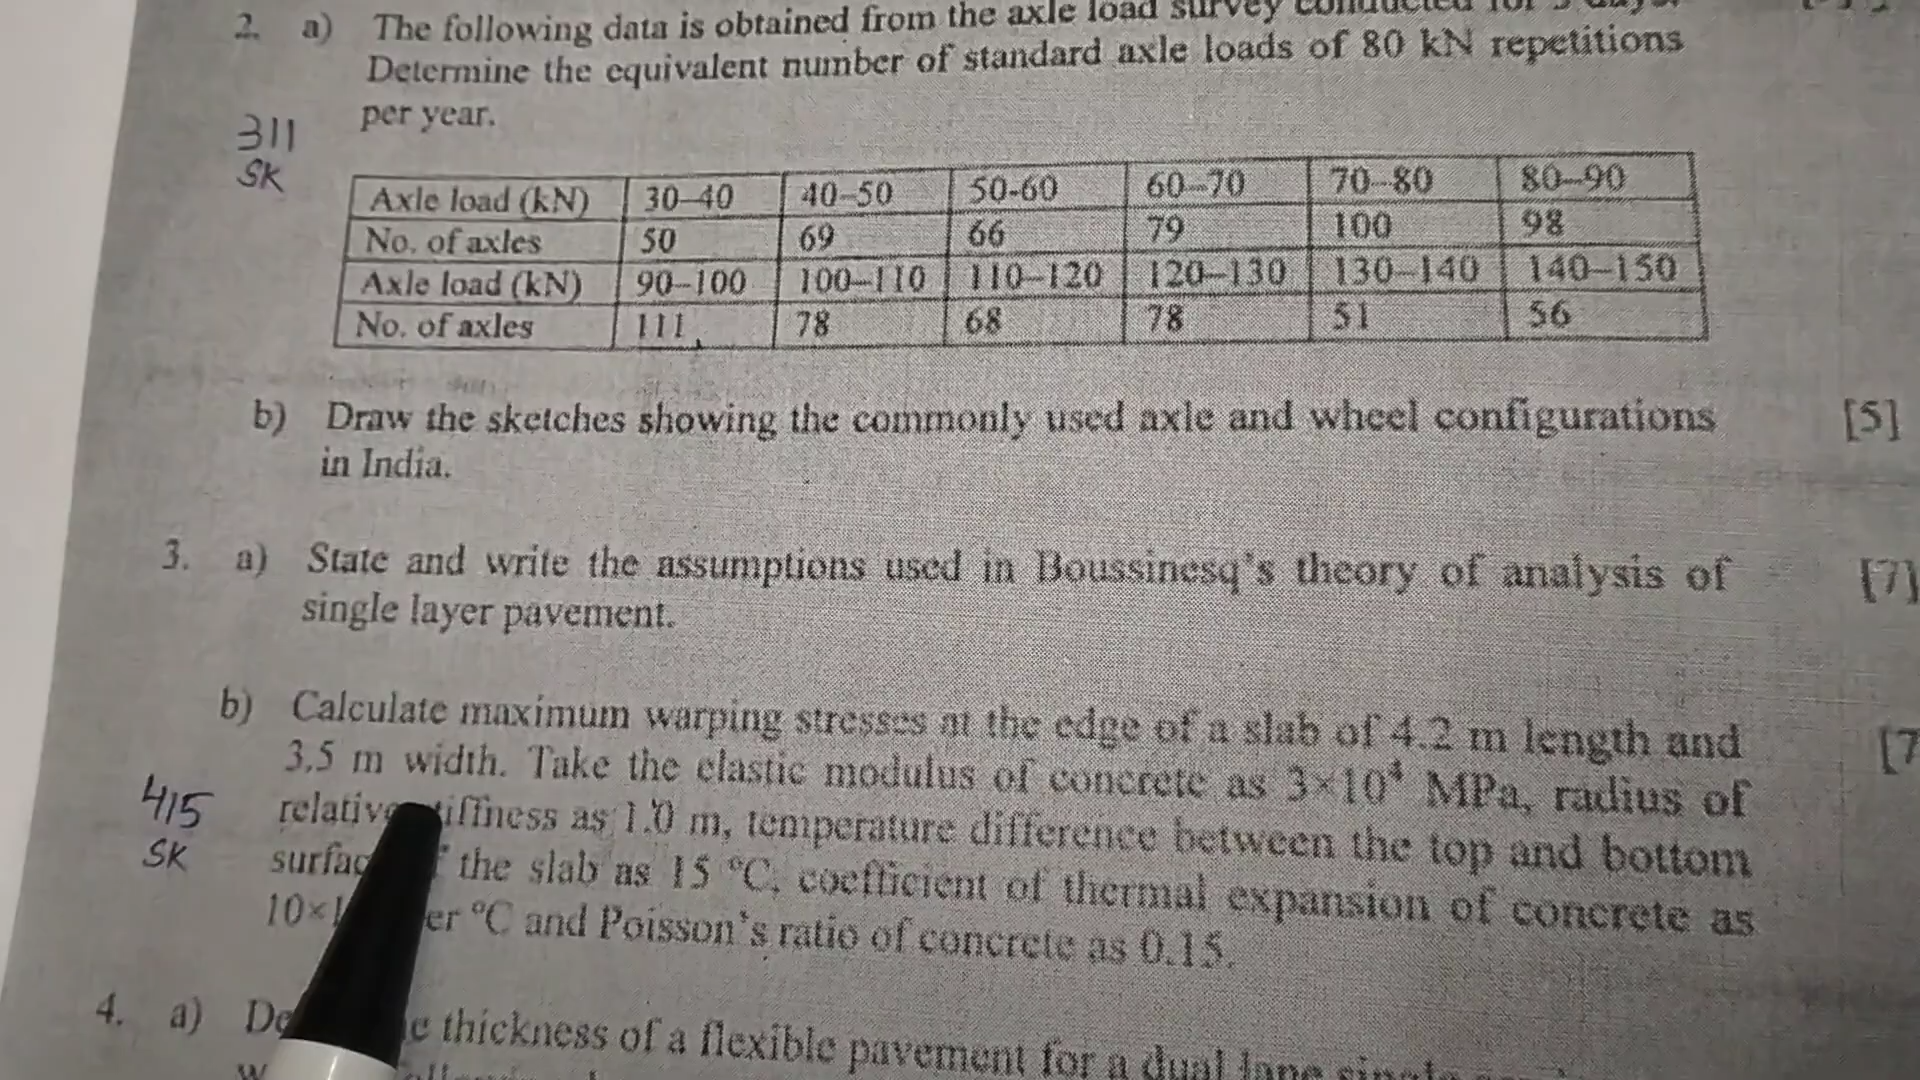 2. a) The following data is obtained from the axle load survey conducted for 3 days.
Determine the equivalent number of standard axle loads of 80 kN repetitions
per year.
311
SK
Axle load (kN) 30–40 40–50 50-60 60–70 70–80 80–90
No. of axles 50 69 66 79 100 98
Axle load (kN) 90–100 100–110 110–120 120–130 130–140 140–150
No. of axles 111 78 68 78 51 56
b) Draw the sketches showing the commonly used axle and wheel configurations [5]
in India.
3. a) State and write the assumptions used in Boussinesq's theory of analysis of [7]
single layer pavement.
b) Calculate maximum warping stresses at the edge of a slab of 4.2 m length and [7
3.5 m width. Take the elastic modulus of concrete as 3×10⁴ MPa, radius of
415
SK
relative stiffness as 1.0 m, temperature difference between the top and bottom
the slab as 15 °C, coefficient of thermal expansion of concrete as
10× °C and Poisson's ratio of concrete as 0.15.
4. a) thickness of a flexible pavement for a dual lane